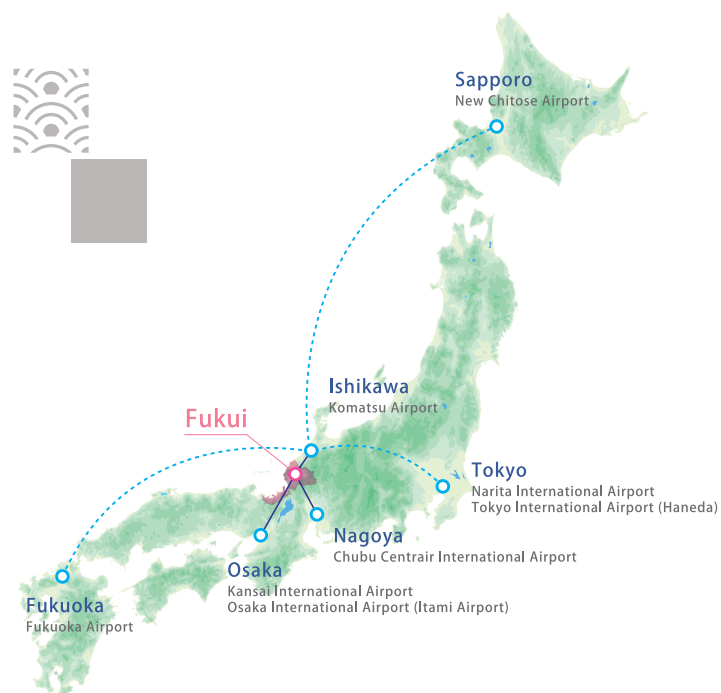 Sapporo
New Chitose Airport
Ishikawa
Komatsu Airport
Fukui
Tokyo
Narita International Airport
Tokyo International Airport (Haneda)
Nagoya
Chubu Centrair International Airport
Osaka
Kansai International Airport
Osaka International Airport (Itami Airport)
Fukuoka
Fukuoka Airport